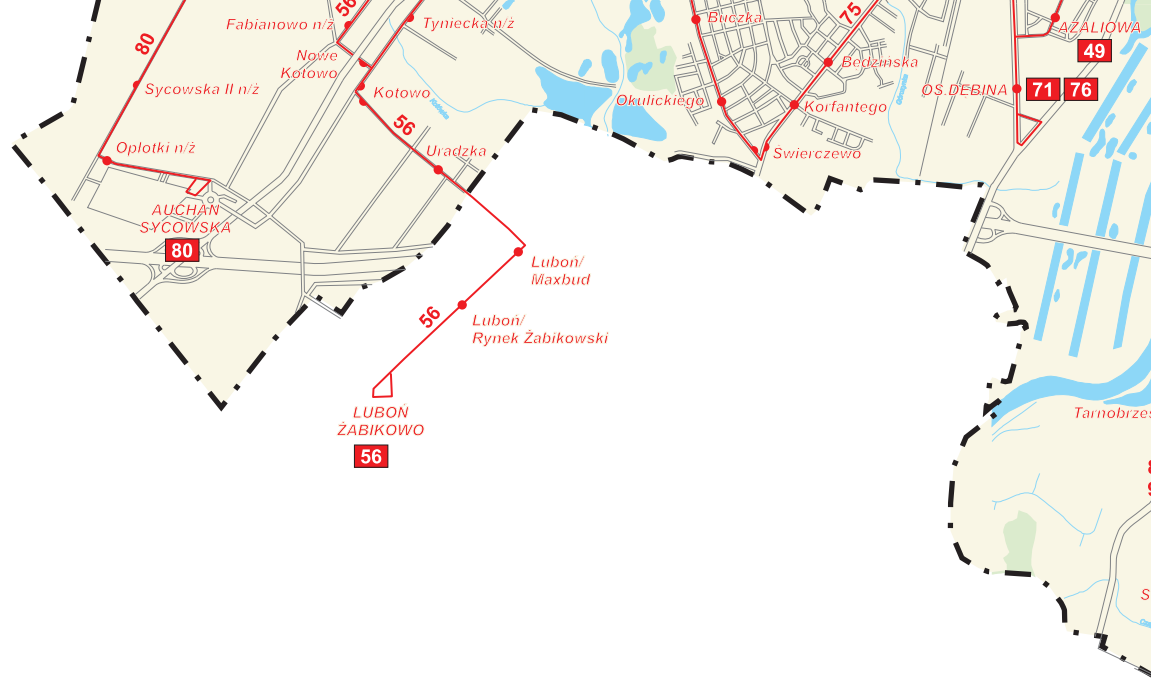 56
Fabianowo n/ż
Tyniecka n/ż
Buczka
75
AZALIOWA
49
80
Nowe
Kotowo
Będzińska
Sycowska II n/ż
Kotowo
Okulickiego
Korfantego
OS.DĘBINA
71
76
56
Opłotki n/ż
Uradzka
Świerczewo
AUCHAN
SYCOWSKA
80
Luboń/
Maxbud
56
Luboń/
Rynek Żabikowski
LUBOŃ
ŻABIKOWO
56
Tarnobrzes
S